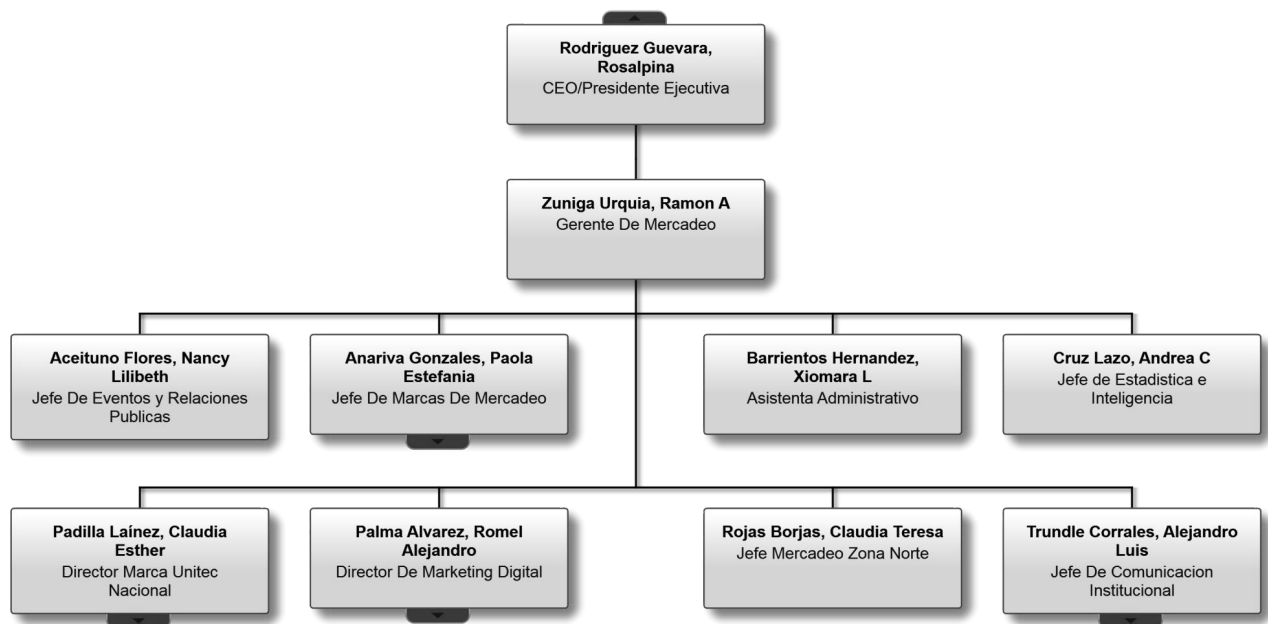 Rodriguez Guevara,
Rosalpina
CEO/Presidente Ejecutiva
Zuniga Urquia, Ramon A
Gerente De Mercadeo
Aceituno Flores, Nancy
Lilibeth
Jefe De Eventos y Relaciones
Publicas
Anariva Gonzales, Paola
Estefania
Jefe De Marcas De Mercadeo
Barrientos Hernandez,
Xiomara L
Asistenta Administrativo
Cruz Lazo, Andrea C
Jefe de Estadistica e
Inteligencia
Padilla Laínez, Claudia
Esther
Director Marca Unitec
Nacional
Palma Alvarez, Romel
Alejandro
Director De Marketing Digital
Rojas Borjas, Claudia Teresa
Jefe Mercadeo Zona Norte
Trundle Corrales, Alejandro
Luis
Jefe De Comunicacion
Institucional